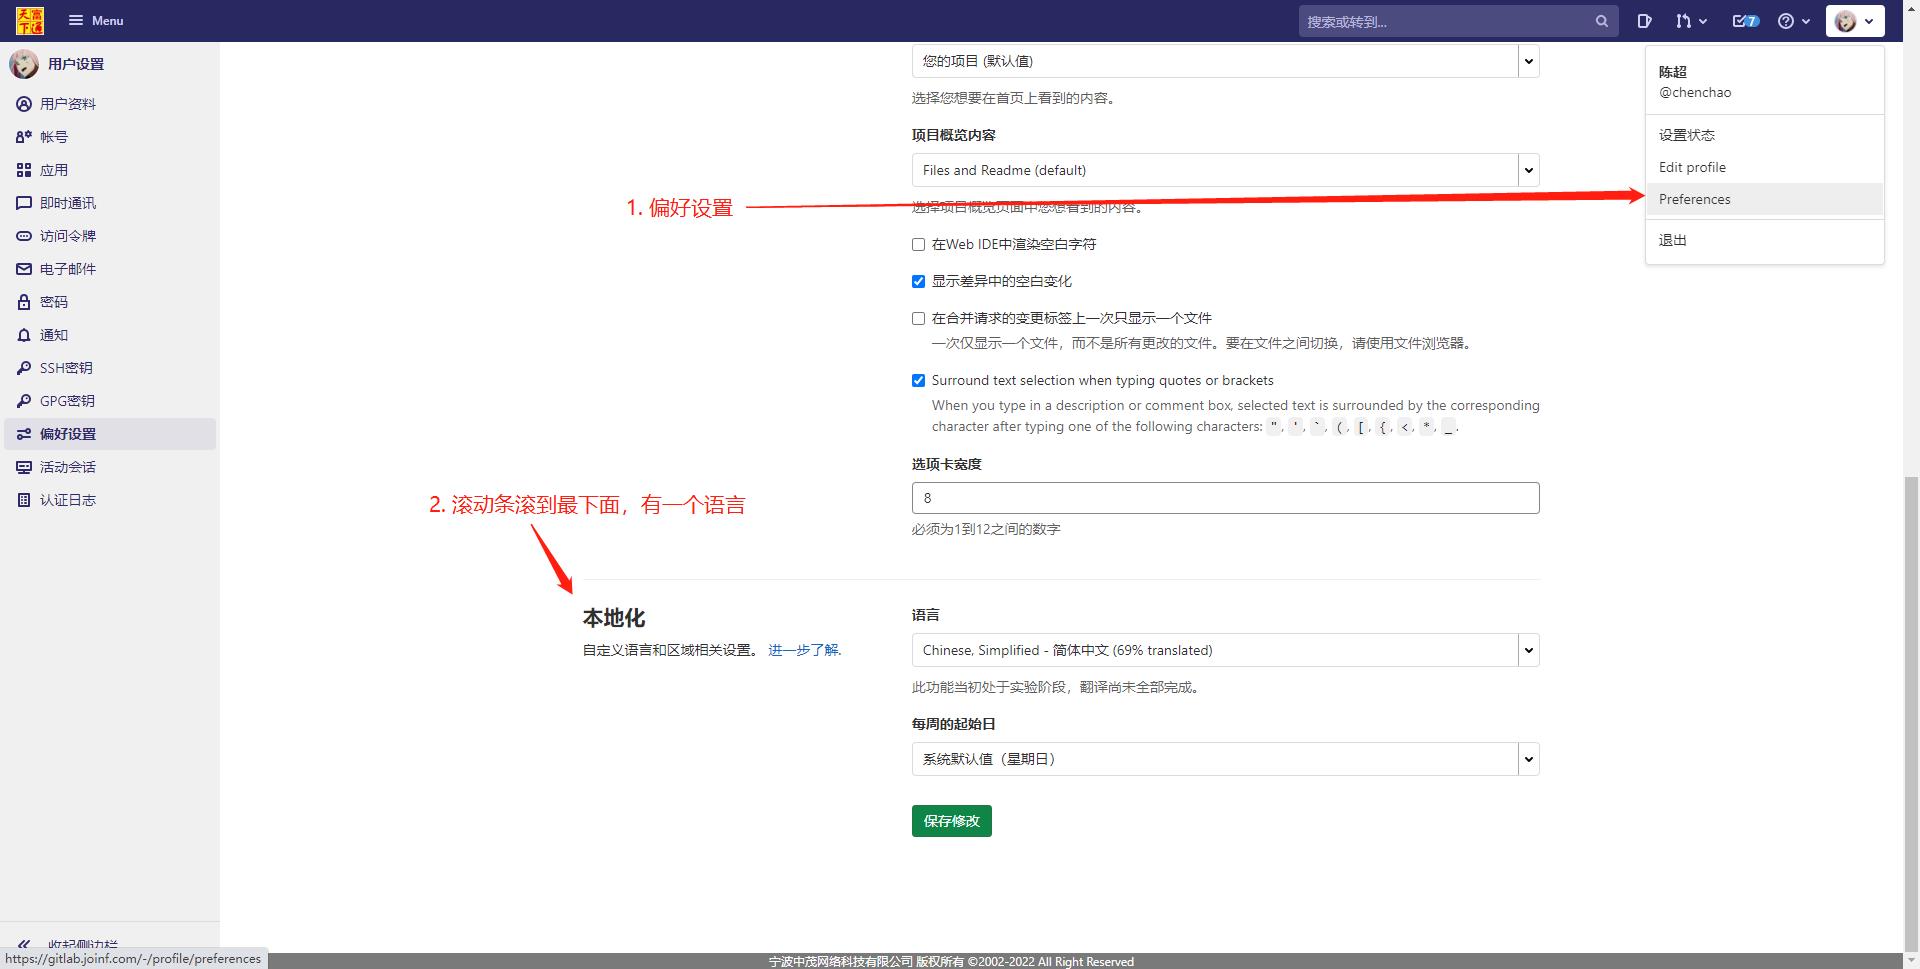 天富
下通
Menu
搜索或转到...
7
用户设置
用户资料
帐号
应用
即时通讯
访问令牌
电子邮件
密码
通知
SSH密钥
GPG密钥
偏好设置
活动会话
认证日志
收起侧边栏
https://gitlab.joinf.com/-/profile/preferences
您的项目 (默认值)
选择您想要在首页上看到的内容。
项目概览内容
Files and Readme (default)
选择项目概览页面中您想看到的内容。
1. 偏好设置
在Web IDE中渲染空白字符
显示差异中的空白变化
在合并请求的变更标签上一次只显示一个文件
一次仅显示一个文件，而不是所有更改的文件。要在文件之间切换，请使用文件浏览器。
Surround text selection when typing quotes or brackets
When you type in a description or comment box, selected text is surrounded by the corresponding
character after typing one of the following characters: ", ', `, (, [, {, <, *, _.
选项卡宽度
8
必须为1到12之间的数字
2. 滚动条滚到最下面，有一个语言
本地化
自定义语言和区域相关设置。 进一步了解.
语言
Chinese, Simplified - 简体中文 (69% translated)
此功能当初处于实验阶段，翻译尚未全部完成。
每周的起始日
系统默认值（星期日）
保存修改
陈超
@chenchao
设置状态
Edit profile
Preferences
退出
宁波中茂网络科技有限公司 版权所有 ©2002-2022 All Right Reserved